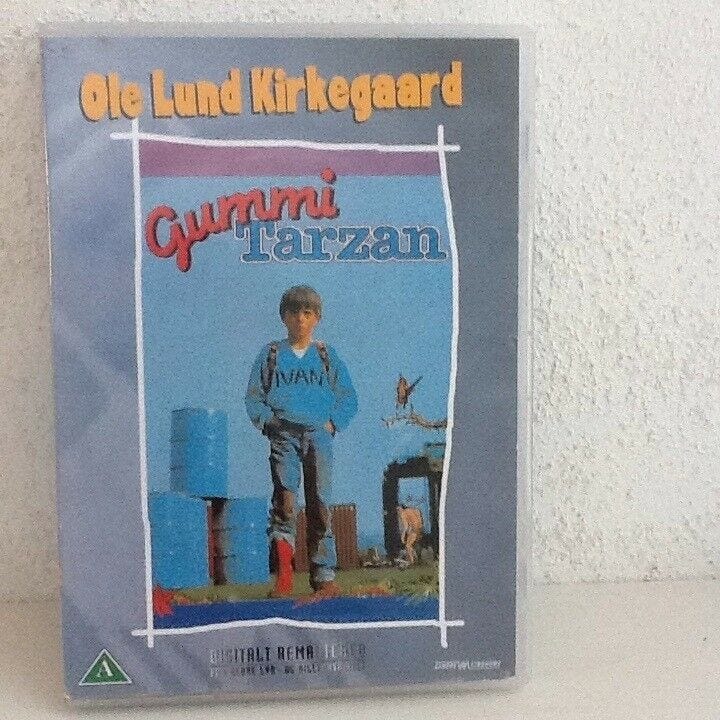 Ole Lund Kirkegaard
Gummi
Tarzan
IVAN
DIGITALT REMASTERED
A